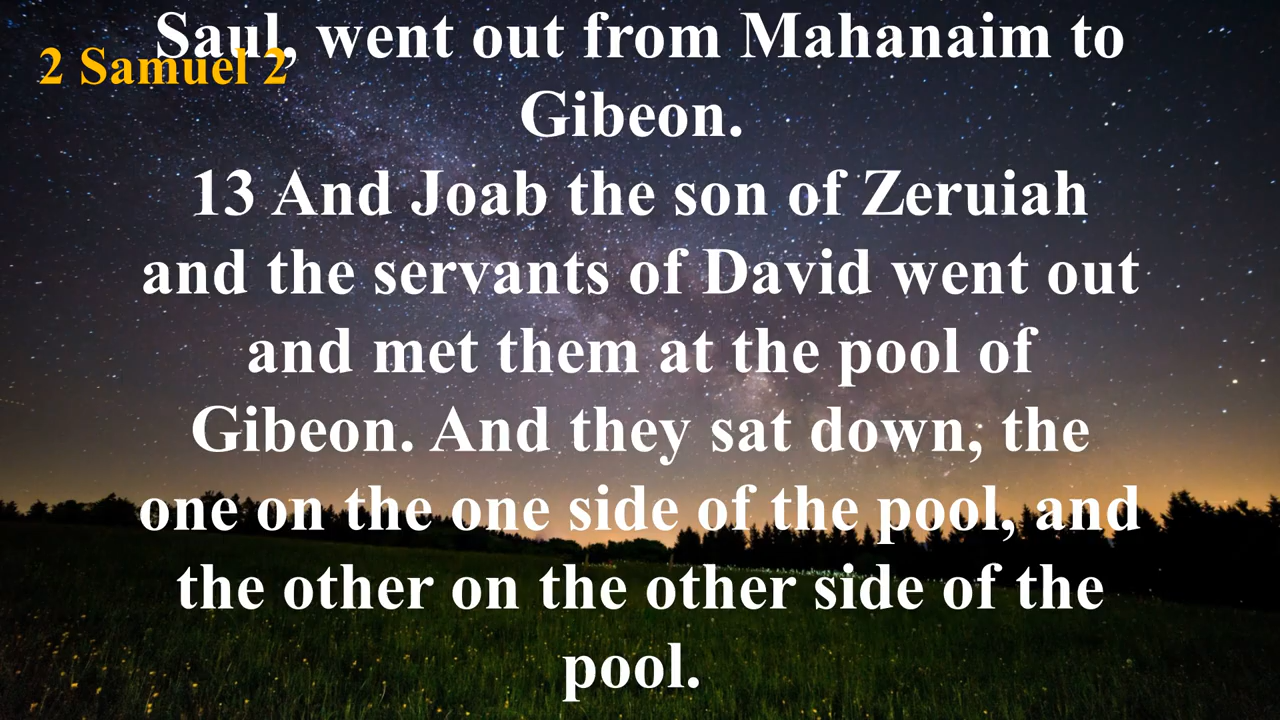 Saul, went out from Mahanaim to
2 Samuel 2
Gibeon.
13 And Joab the son of Zeruiah
and the servants of David went out
and met them at the pool of
Gibeon. And they sat down, the
one on the one side of the pool, and
the other on the other side of the
pool.